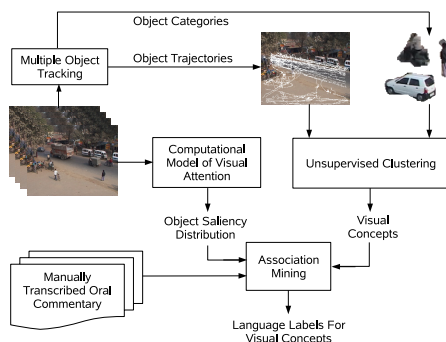 Object Categories
Multiple Object
Tracking
Object Trajectories
Computational
Model of Visual
Attention
Unsupervised Clustering
Object Saliency
Distribution
Visual
Concepts
Manually
Transcribed Oral
Commentary
Association
Mining
Language Labels For
Visual Concepts